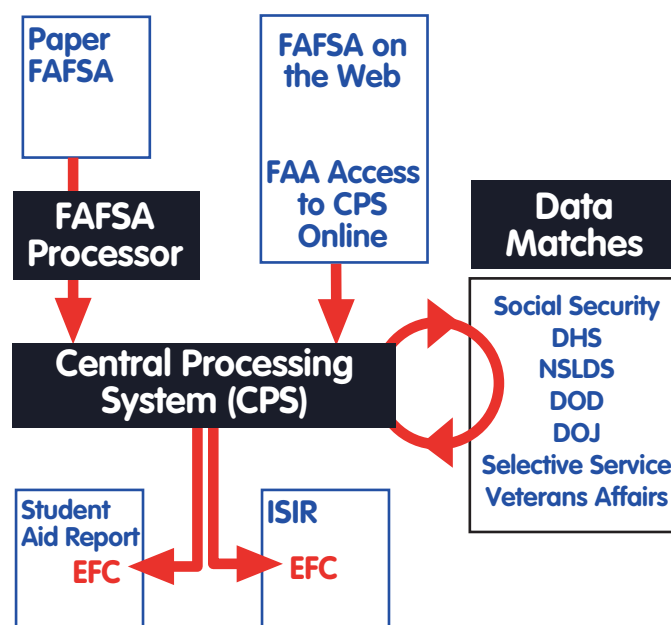 Paper
FAFSA
FAFSA on
the Web
FAA Access
to CPS
Online
FAFSA
Processor
Data
Matches
Social Security
DHS
NSLDS
DOD
DOJ
Selective Service
Veterans Affairs
Central Processing
System (CPS)
Student
Aid Report
EFC
ISIR
EFC